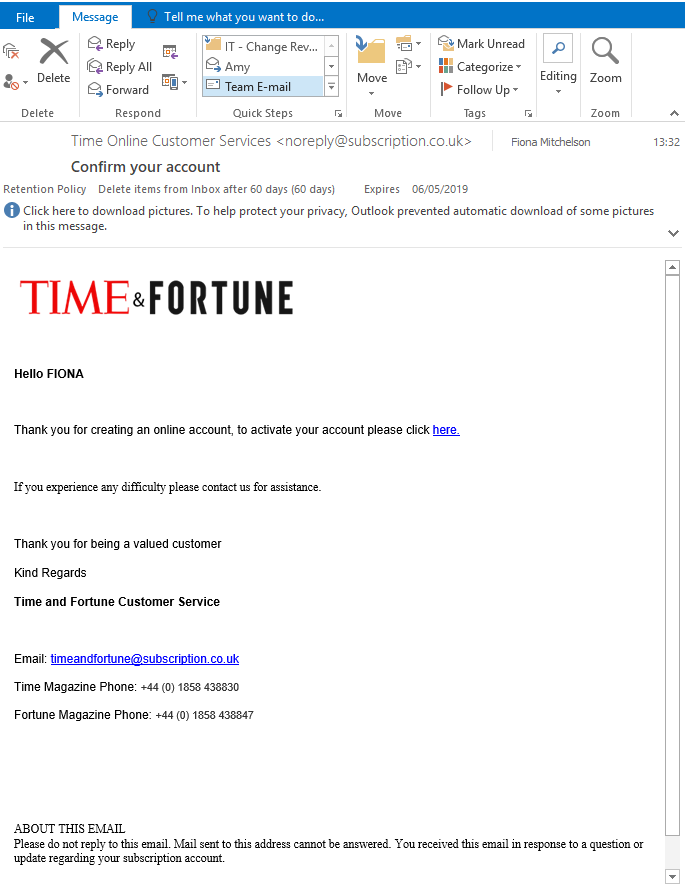 File
Message
Tell me what you want to do...
Delete
Reply
Reply All
Forward
IT - Change Rev...
Amy
Team E-mail
Move
Mark Unread
Categorize
Follow Up
Editing
Zoom
Delete
Respond
Quick Steps
Move
Tags
Zoom
Time Online Customer Services <noreply@subscription.co.uk>
Fiona Mitchelson
13:32
Confirm your account
Retention Policy Delete items from Inbox after 60 days (60 days) Expires 06/05/2019
Click here to download pictures. To help protect your privacy, Outlook prevented automatic download of some pictures
in this message.
TIME & FORTUNE
Hello FIONA
Thank you for creating an online account, to activate your account please click here.
If you experience any difficulty please contact us for assistance.
Thank you for being a valued customer
Kind Regards
Time and Fortune Customer Service
Email: timeandfortune@subscription.co.uk
Time Magazine Phone: +44 (0) 1858 438830
Fortune Magazine Phone: +44 (0) 1858 438847
ABOUT THIS EMAIL
Please do not reply to this email. Mail sent to this address cannot be answered. You received this email in response to a question or
update regarding your subscription account.